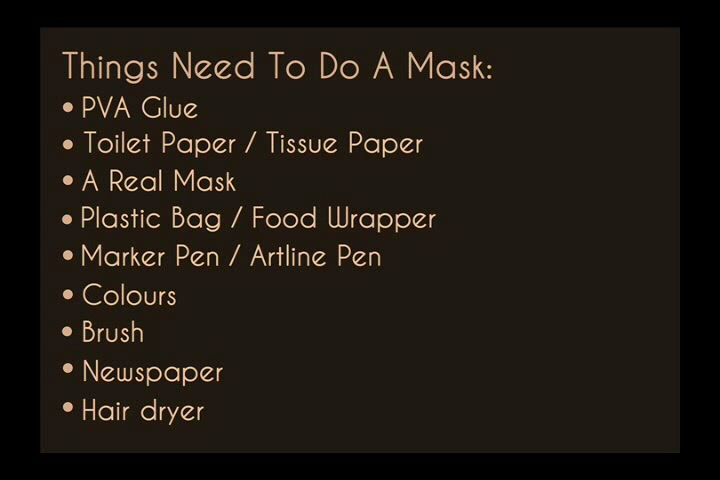 Things Need To Do A Mask:
• PVA Glue
• Toilet Paper / Tissue Paper
• A Real Mask
• Plastic Bag / Food Wrapper
• Marker Pen / Artline Pen
• Colours
• Brush
• Newspaper
• Hair dryer